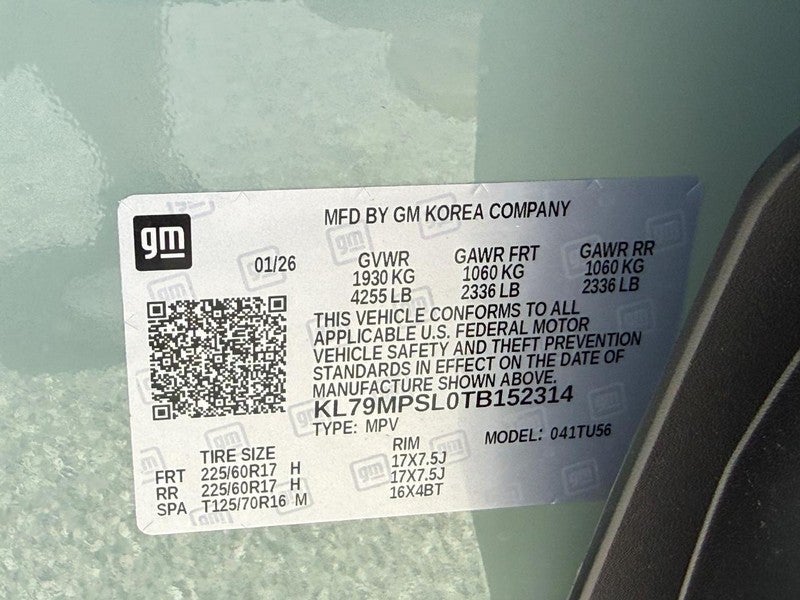 gm
MFD BY GM KOREA COMPANY
01/26
GVWR
1930 KG
4255 LB
GAWR FRT
1060 KG
2336 LB
GAWR RR
1060 KG
2336 LB
THIS VEHICLE CONFORMS TO ALL
APPLICABLE U.S. FEDERAL MOTOR
VEHICLE SAFETY AND THEFT PREVENTION
STANDARDS IN EFFECT ON THE DATE OF
MANUFACTURE SHOWN ABOVE.
KL79MPSL0TB152314
TYPE: MPV
MODEL: 041TU56
TIRE SIZE RIM
FRT 225/60R17 H 17X7.5J
RR 225/60R17 H 17X7.5J
SPA T125/70R16 M 16X4BT